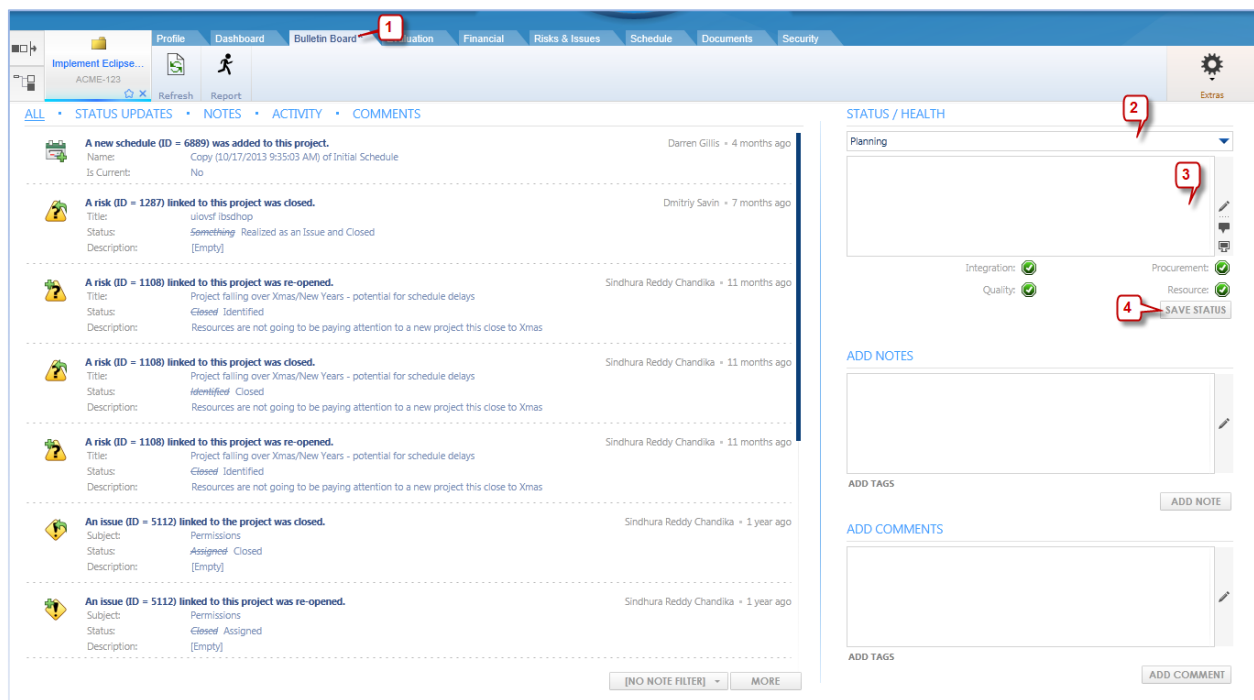 1
Profile Dashboard Bulletin Board Financial Risks & Issues Schedule Documents Security
Implement Eclipse...
ACME-123
Refresh Report
Extras
ALL • STATUS UPDATES • NOTES • ACTIVITY • COMMENTS
A new schedule (ID = 6889) was added to this project. Darren Gillis • 4 months ago
Name: Copy (10/17/2013 9:35:03 AM) of Initial Schedule
Is Current: No
A risk (ID = 1287) linked to this project was closed. Dmitriy Savin • 7 months ago
Title: uiovsf ibsdhop
Status: Something Realized as an Issue and Closed
Description: [Empty]
A risk (ID = 1108) linked to this project was re-opened. Sindhura Reddy Chandika • 11 months ago
Title: Project falling over Xmas/New Years - potential for schedule delays
Status: Closed Identified
Description: Resources are not going to be paying attention to a new project this close to Xmas
A risk (ID = 1108) linked to this project was closed. Sindhura Reddy Chandika • 11 months ago
Title: Project falling over Xmas/New Years - potential for schedule delays
Status: Identified Closed
Description: Resources are not going to be paying attention to a new project this close to Xmas
A risk (ID = 1108) linked to this project was re-opened. Sindhura Reddy Chandika • 11 months ago
Title: Project falling over Xmas/New Years - potential for schedule delays
Status: Closed Identified
Description: Resources are not going to be paying attention to a new project this close to Xmas
An issue (ID = 5112) linked to the project was closed. Sindhura Reddy Chandika • 1 year ago
Subject: Permissions
Status: Assigned Closed
Description: [Empty]
An issue (ID = 5112) linked to this project was re-opened. Sindhura Reddy Chandika • 1 year ago
Subject: Permissions
Status: Closed Assigned
Description: [Empty]
[NO NOTE FILTER] MORE
STATUS / HEALTH
2
Planning
3
Integration: Procurement:
Quality: Resource:
4
SAVE STATUS
ADD NOTES
ADD TAGS
ADD NOTE
ADD COMMENTS
ADD TAGS
ADD COMMENT